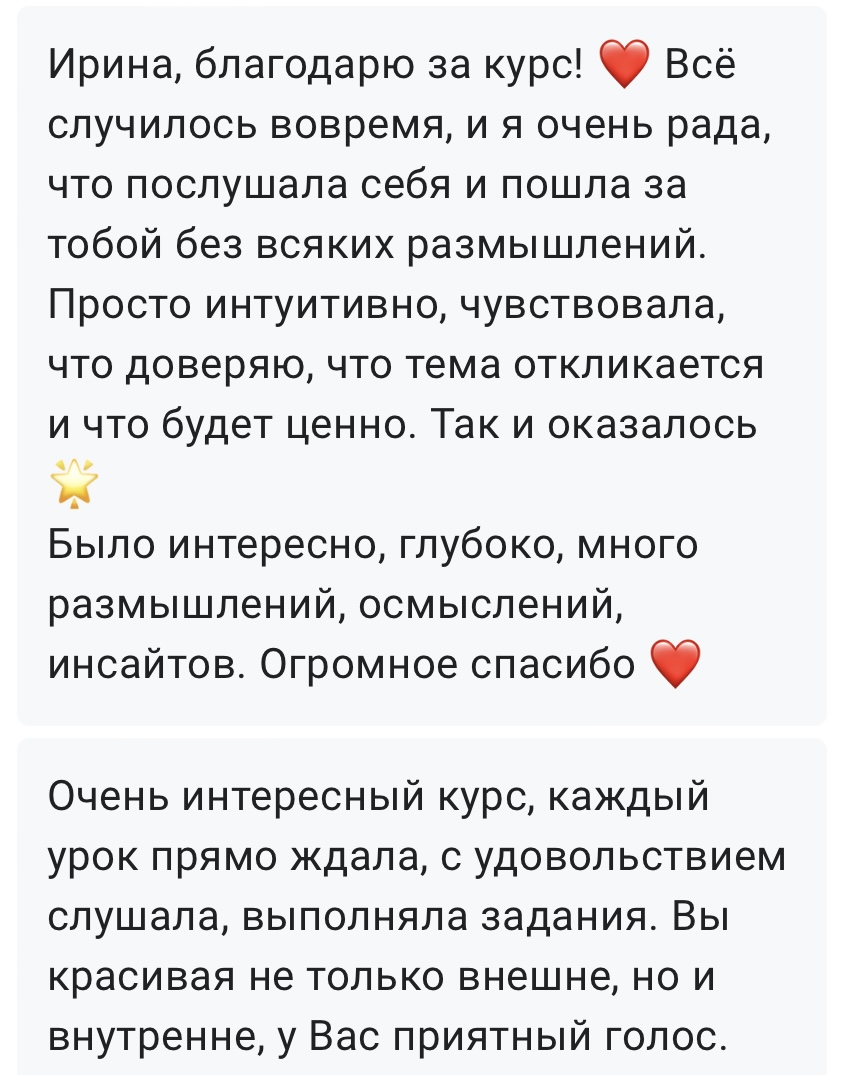 Ирина, благодарю за курс! ❤️ Всё
случилось вовремя, и я очень рада,
что послушала себя и пошла за
тобой без всяких размышлений.
Просто интуитивно, чувствовала,
что доверяю, что тема откликается
и что будет ценно. Так и оказалось
🌟
Было интересно, глубоко, много
размышлений, осмыслений,
инсайтов. Огромное спасибо ❤️
Очень интересный курс, каждый
урок прямо ждала, с удовольствием
слушала, выполняла задания. Вы
красивая не только внешне, но и
внутренне, у Вас приятный голос.